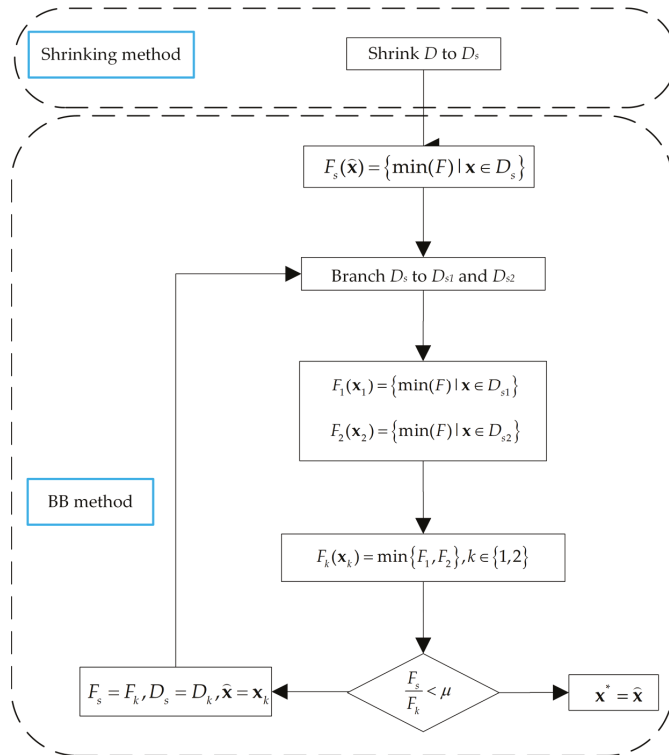 Shrinking method
Shrink D to Dₛ
Fₛ(x̂) = {min(F) | x ∈ Dₛ}
Branch Dₛ to Dₛ₁ and Dₛ₂
F₁(x₁) = {min(F) | x ∈ Dₛ₁}
F₂(x₂) = {min(F) | x ∈ Dₛ₂}
BB method
Fₖ(xₖ) = min{F₁, F₂}, k ∈ {1,2}
Fₛ = Fₖ, Dₛ = Dₖ, x̂ = xₖ
Fₛ/Fₖ < μ
x* = x̂